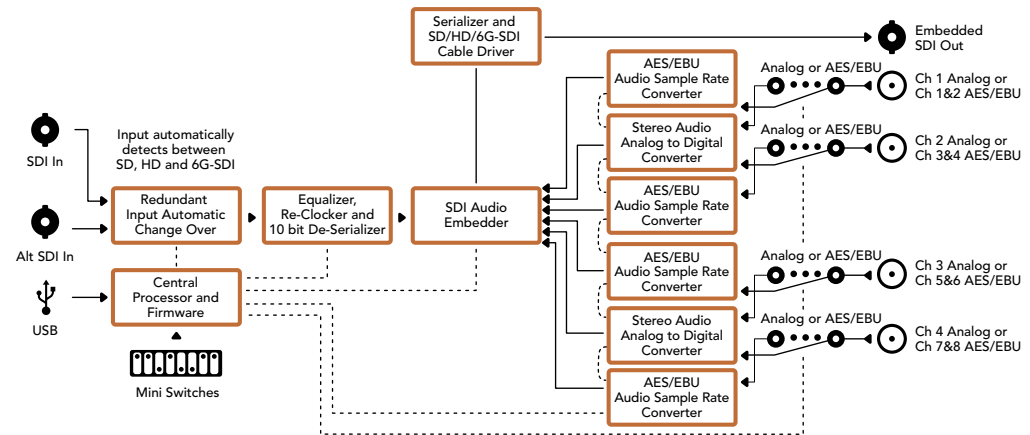 Serializer and
SD/HD/6G-SDI
Cable Driver
Embedded
SDI Out
AES/EBU
Audio Sample Rate
Converter
Analog or AES/EBU
Ch 1 Analog or
Ch 1&2 AES/EBU
Stereo Audio
Analog to Digital
Converter
Analog or AES/EBU
Ch 2 Analog or
Ch 3&4 AES/EBU
SDI In
Input automatically
detects between
SD, HD and 6G-SDI
Alt SDI In
Redundant
Input Automatic
Change Over
Equalizer,
Re-Clocker and
10 bit De-Serializer
SDI Audio
Embedder
AES/EBU
Audio Sample Rate
Converter
USB
Central
Processor and
Firmware
Mini Switches
AES/EBU
Audio Sample Rate
Converter
Analog or AES/EBU
Ch 3 Analog or
Ch 5&6 AES/EBU
Stereo Audio
Analog to Digital
Converter
Analog or AES/EBU
Ch 4 Analog or
Ch 7&8 AES/EBU
AES/EBU
Audio Sample Rate
Converter